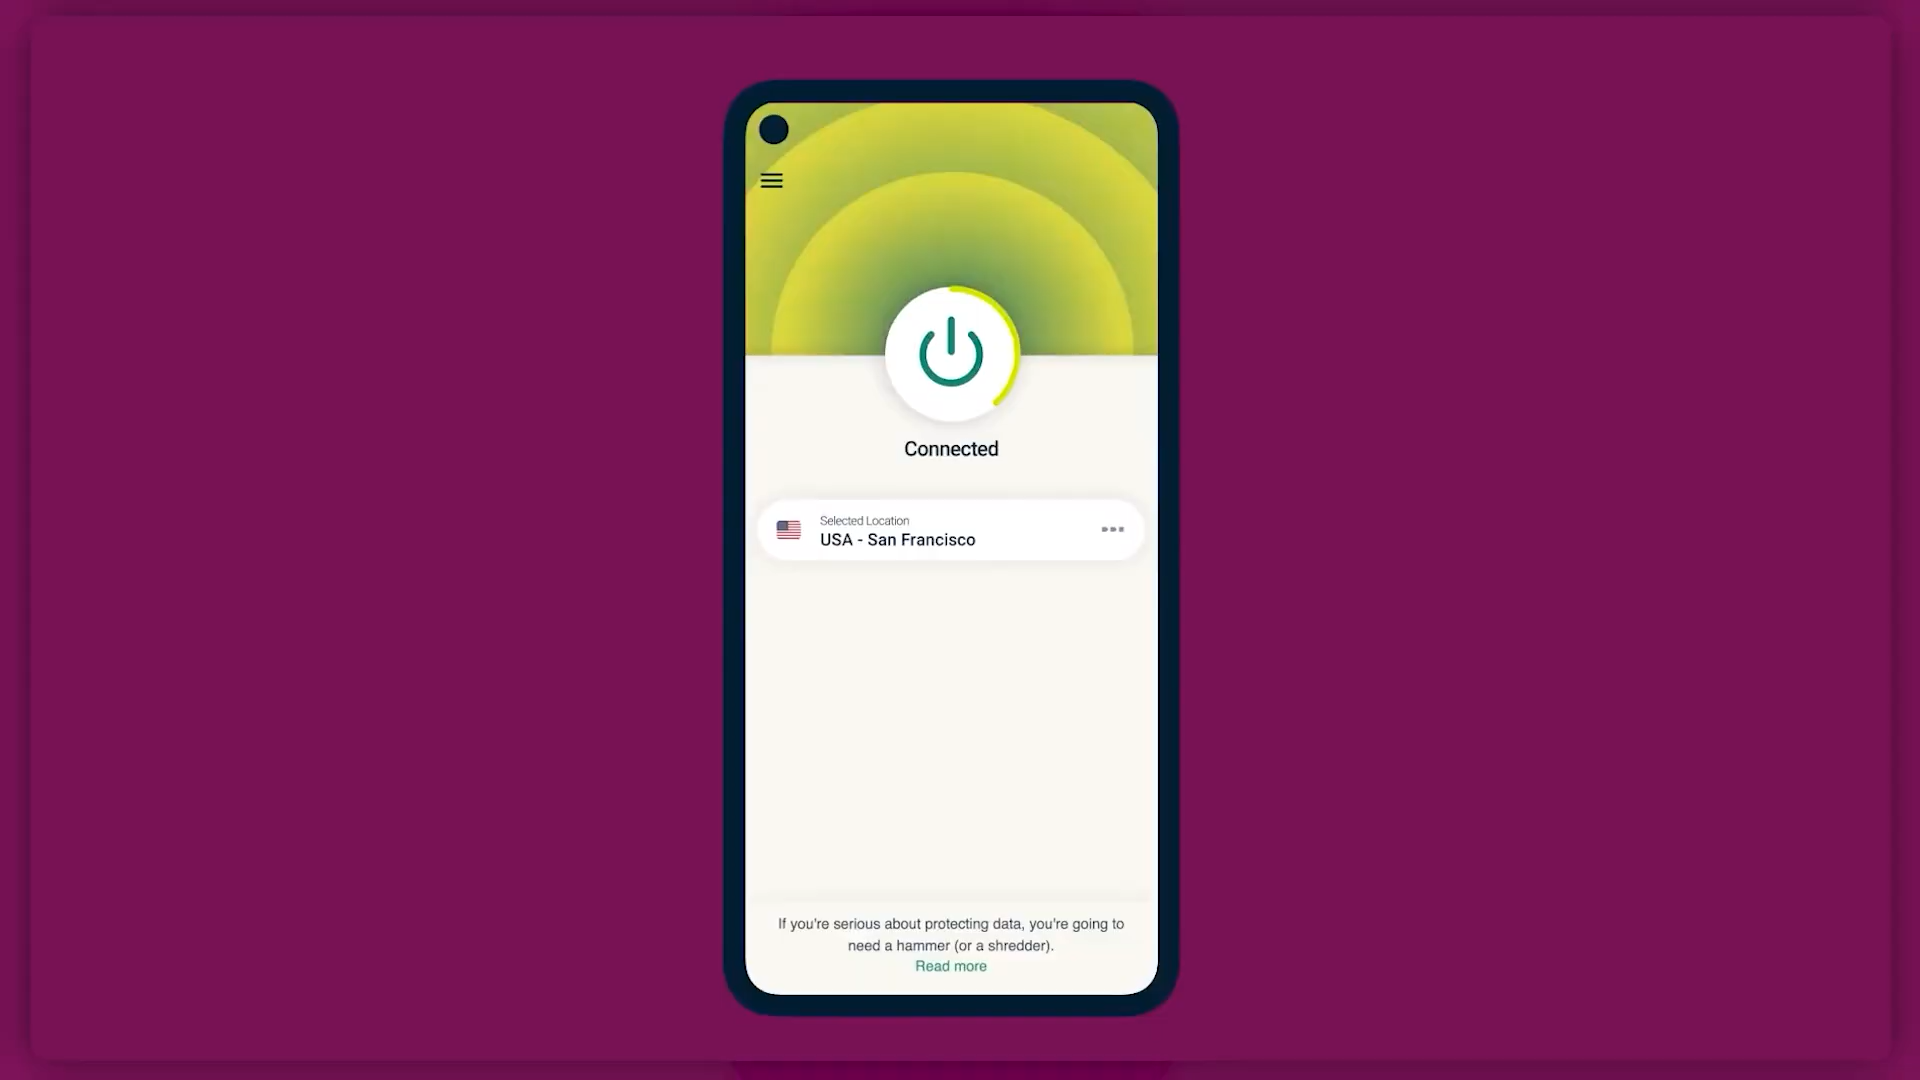 Connected
Selected Location
USA - San Francisco
If you're serious about protecting data, you're going to
need a hammer (or a shredder).
Read more